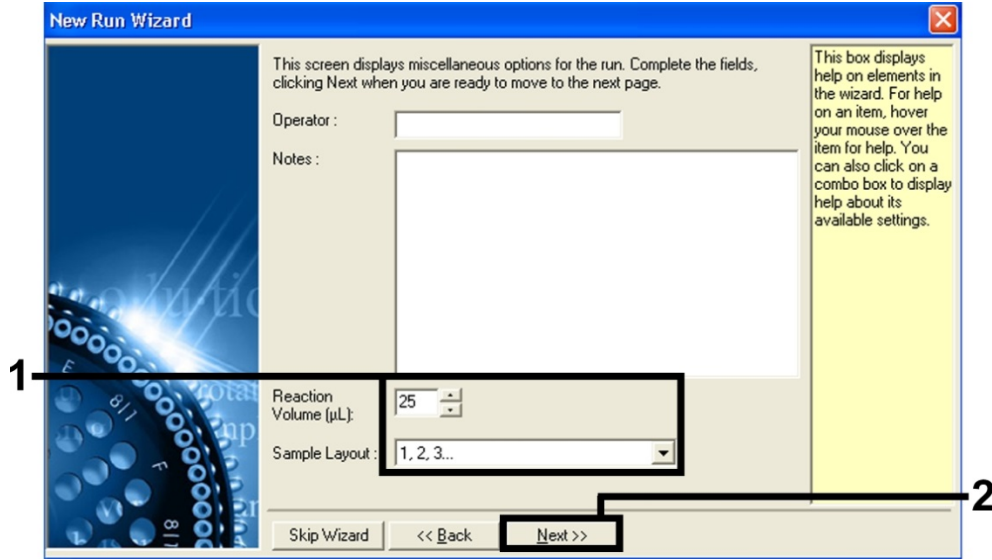 New Run Wizard
This screen displays miscellaneous options for the run. Complete the fields,
clicking Next when you are ready to move to the next page.
Operator :
Notes :
Reaction
Volume (µL):
25
Sample Layout :
1, 2, 3...
Skip Wizard
<< Back
Next >>
This box displays
help on elements in
the wizard. For help
on an item, hover
your mouse over the
item for help. You
can also click on a
combo box to display
help about its
available settings.
1
2
E
8/1
F
8/1